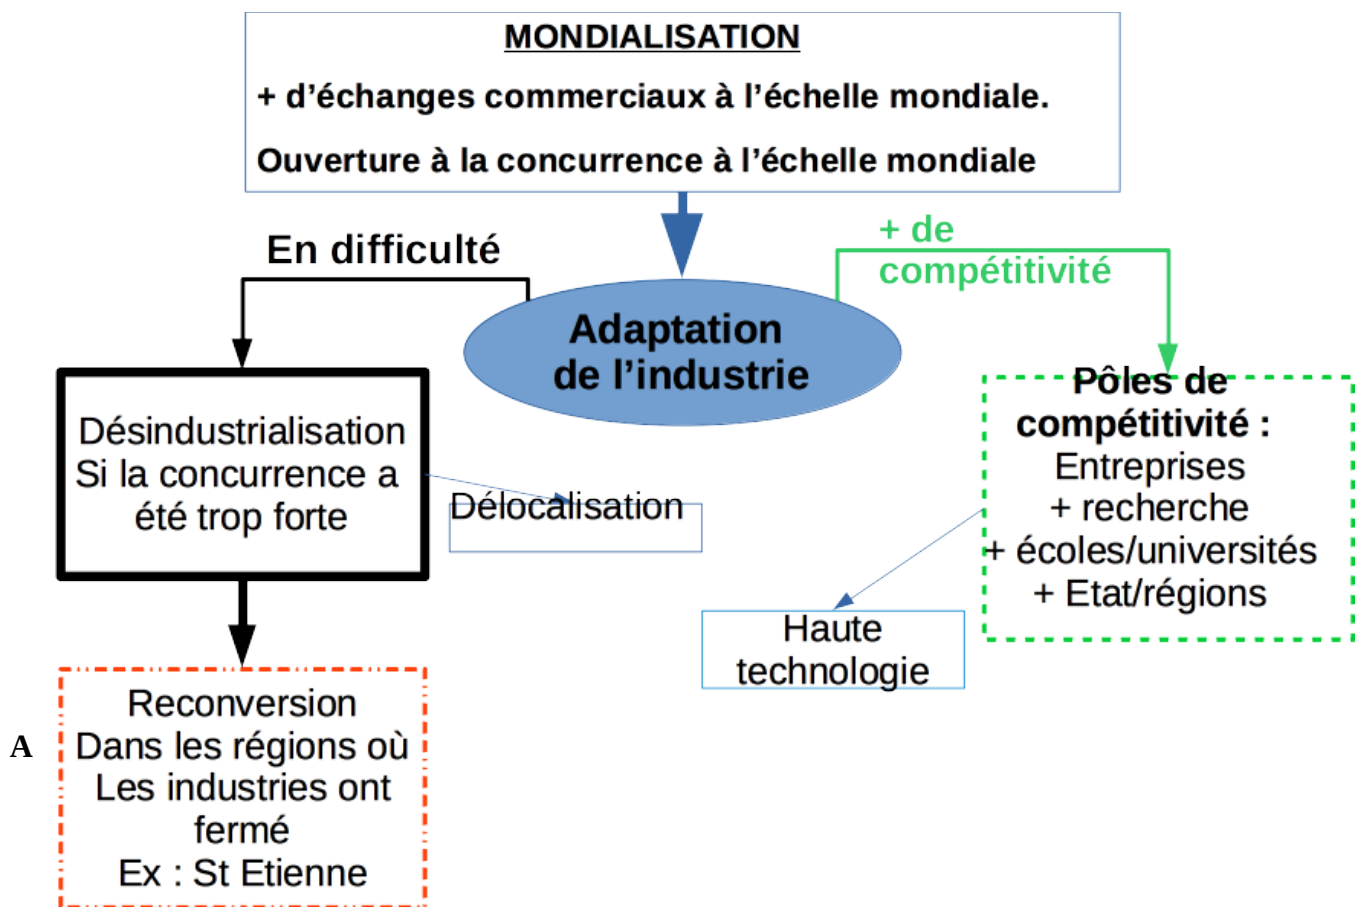 MONDIALISATION
+ d’échanges commerciaux à l’échelle mondiale.
Ouverture à la concurrence à l’échelle mondiale
En difficulté
+ de
compétitivité
Adaptation
de l’industrie
Désindustrialisation
Si la concurrence a
été trop forte
Délocalisation
Pôles de
compétitivité :
Entreprises
+ recherche
+ écoles/universités
+ Etat/régions
Haute
technologie
A
Reconversion
Dans les régions où
Les industries ont
fermé
Ex : St Etienne